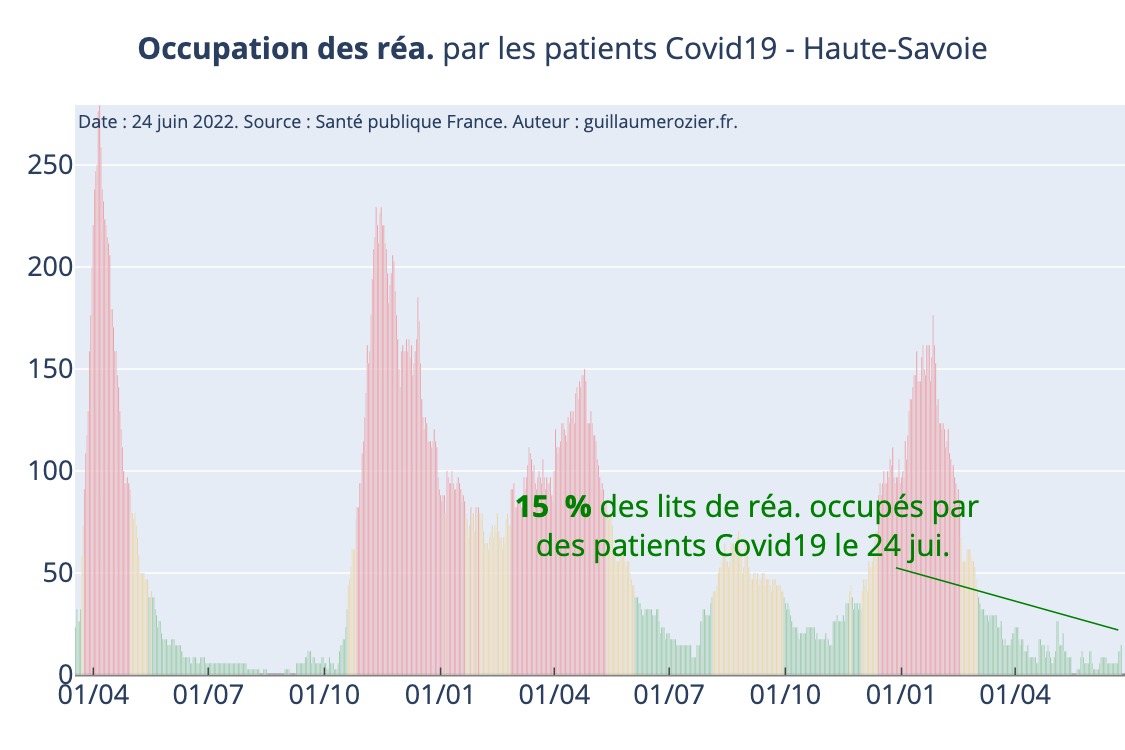 Occupation des réa. par les patients Covid19 - Haute-Savoie
Date : 24 juin 2022. Source : Santé publique France. Auteur : guillaumerozier.fr.
250
200
150
100
15 % des lits de réa. occupés par
des patients Covid19 le 24 jui.
50
0
01/04 01/07 01/10 01/01 01/04 01/07 01/10 01/01 01/04